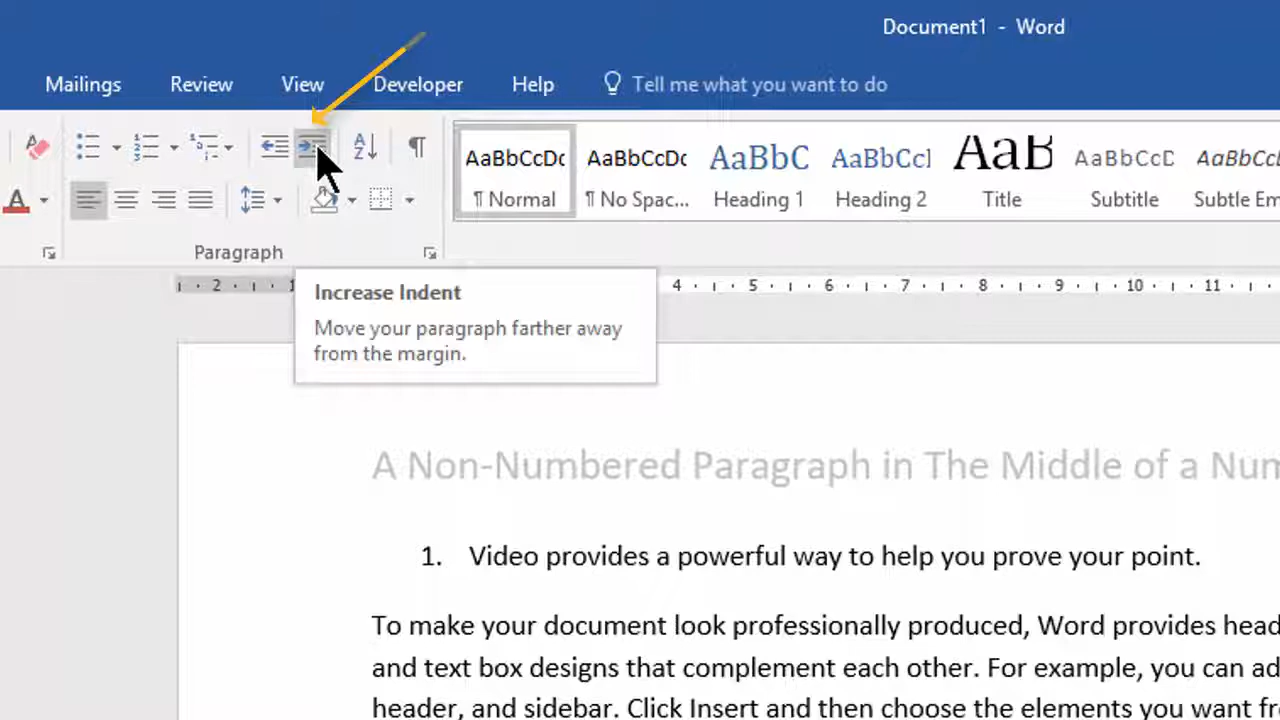 Document1 - Word
Mailings Review View Developer Help Tell me what you want to do
AaBbCcDc AaBbCcDc AaBbC AaBbCcl AaB AaBbCcD AaBbCc
¶ Normal ¶ No Spac... Heading 1 Heading 2 Title Subtitle Subtle Em
Paragraph
2 1 4 5 6 7 8 9 10 11
Increase Indent
Move your paragraph farther away
from the margin.
A Non-Numbered Paragraph in The Middle of a Num
1. Video provides a powerful way to help you prove your point.
To make your document look professionally produced, Word provides head
and text box designs that complement each other. For example, you can ad
header, and sidebar. Click Insert and then choose the elements you want fr